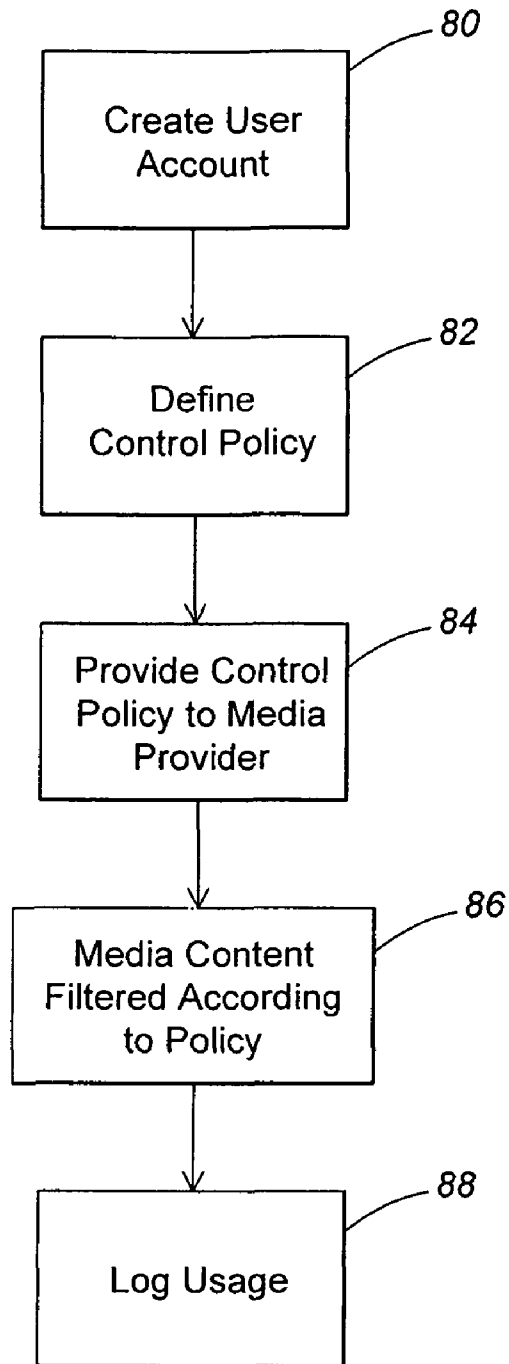 80
Create User
Account
82
Define
Control Policy
84
Provide Control
Policy to Media
Provider
86
Media Content
Filtered According
to Policy
88
Log Usage